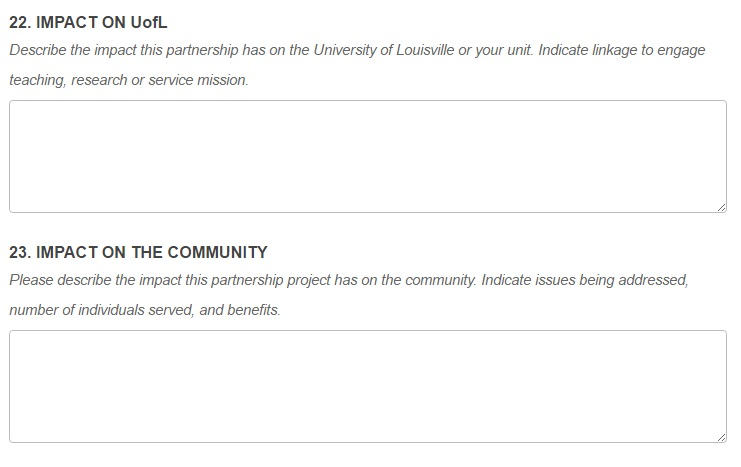 22. IMPACT ON UofL
Describe the impact this partnership has on the University of Louisville or your unit. Indicate linkage to engage
teaching, research or service mission.
23. IMPACT ON THE COMMUNITY
Please describe the impact this partnership project has on the community. Indicate issues being addressed,
number of individuals served, and benefits.